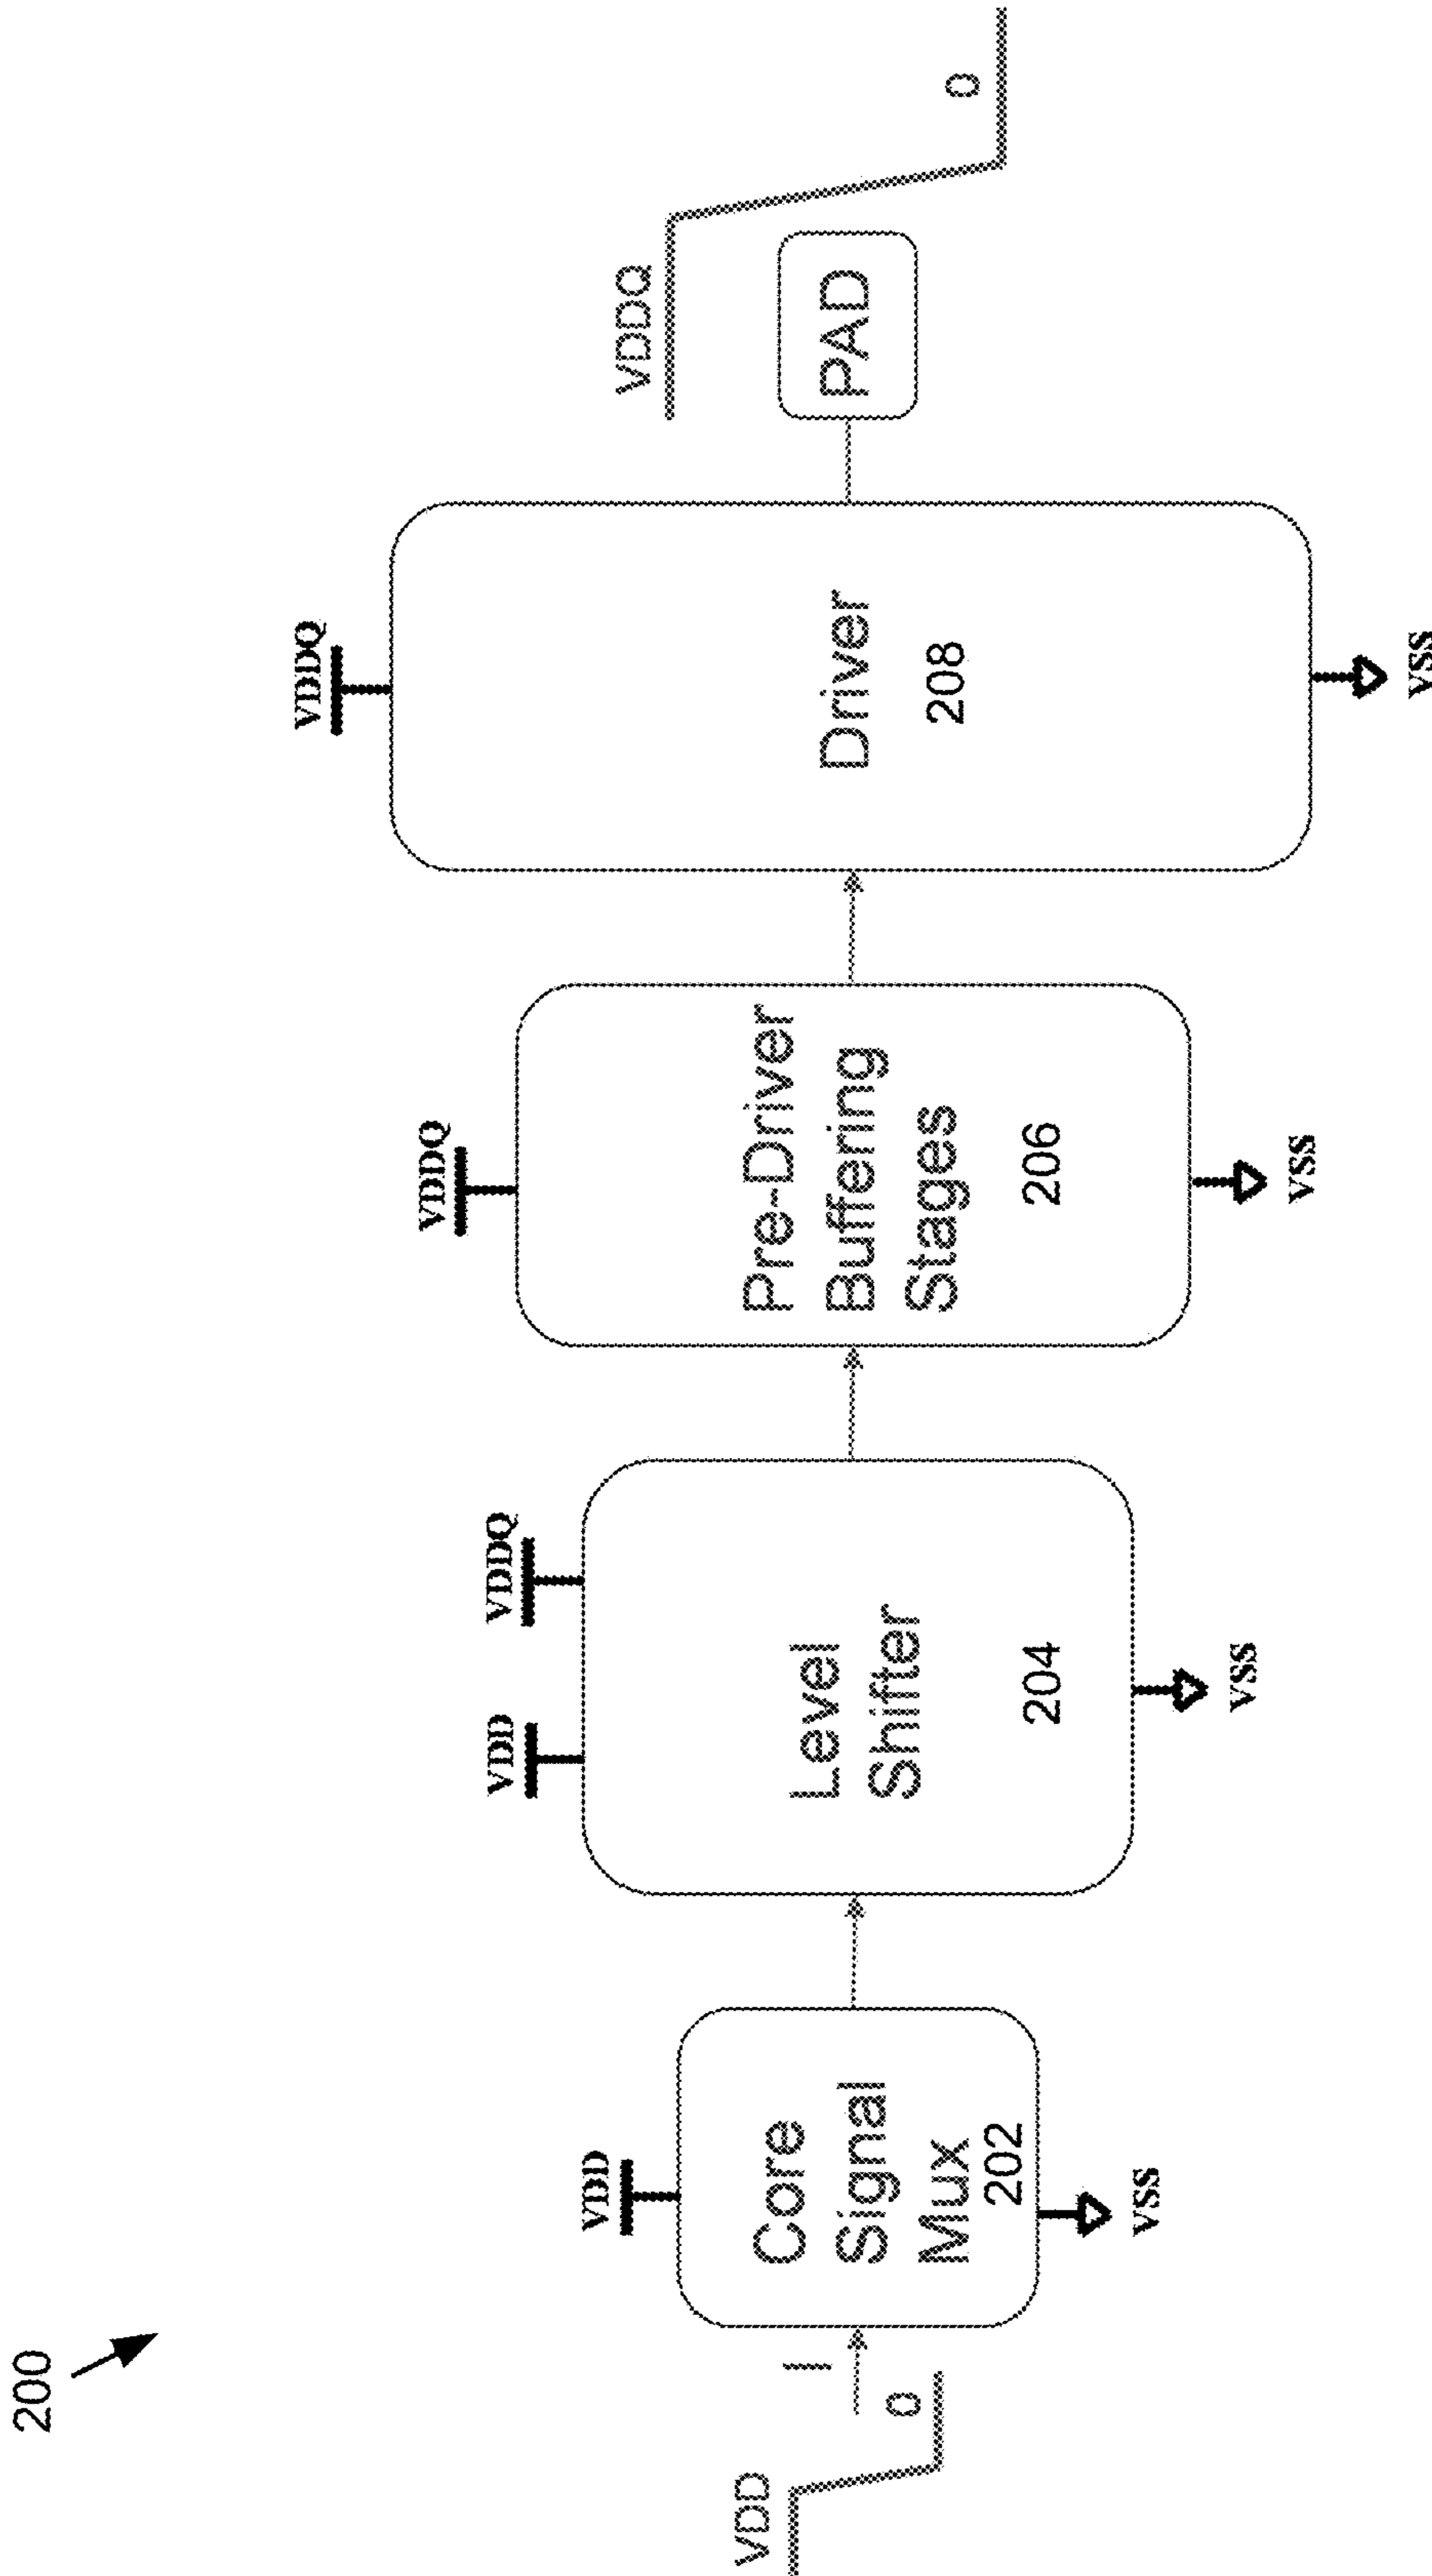 200
VDD
0
I
VDD
Core
Signal
Mux
202
VSS
VDD
VDDQ
Level
Shifter
204
VSS
VDDQ
Pre-Driver
Buffering
Stages
206
VSS
VDDQ
Driver
208
VSS
VDDQ
PAD
0